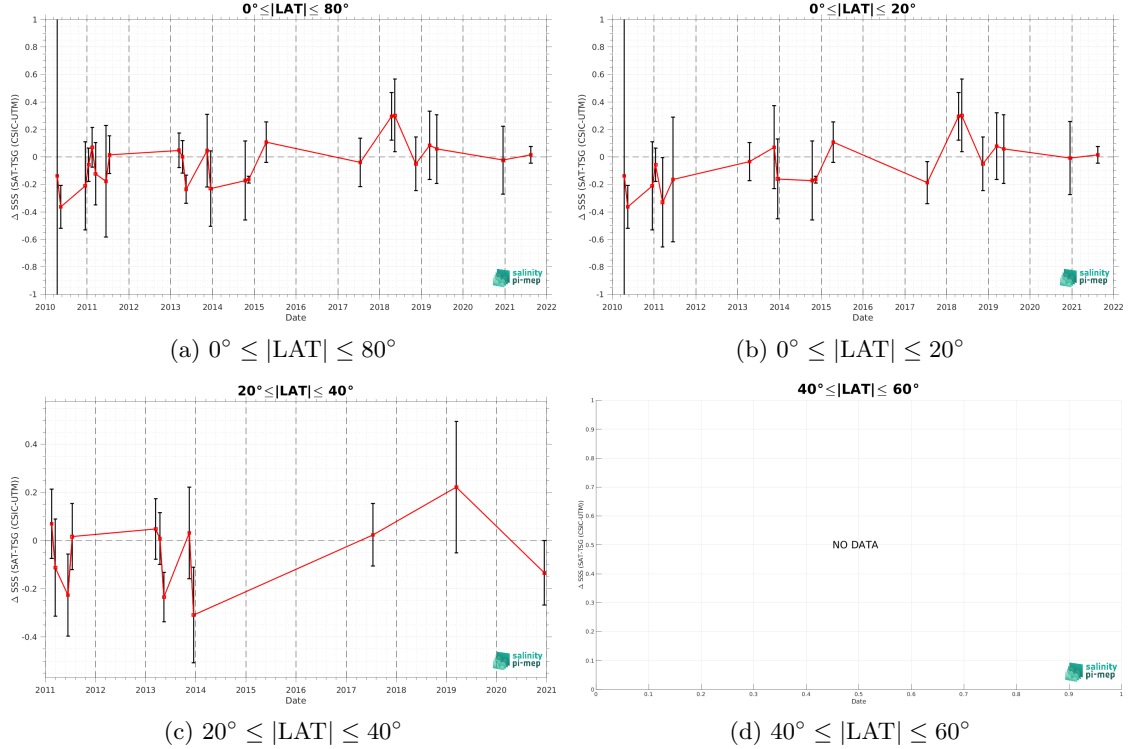 0°≤|LAT|≤ 80°
Δ SSS (SAT-TSG (CSIC-UTM))
1
0.8
0.6
0.4
0.2
0
-0.2
-0.4
-0.6
-0.8
-1
2010 2011 2012 2013 2014 2015 2016 2017 2018 2019 2020 2021 2022
Date
salinity
pi-mep
(a) 0° ≤ |LAT| ≤ 80°
0°≤|LAT|≤ 20°
Δ SSS (SAT-TSG (CSIC-UTM))
1
0.8
0.6
0.4
0.2
0
-0.2
-0.4
-0.6
-0.8
-1
2010 2011 2012 2013 2014 2015 2016 2017 2018 2019 2020 2021 2022
Date
salinity
pi-mep
(b) 0° ≤ |LAT| ≤ 20°
20°≤|LAT|≤ 40°
Δ SSS (SAT-TSG (CSIC-UTM))
0.4
0.2
0
-0.2
-0.4
2011 2012 2013 2014 2015 2016 2017 2018 2019 2020 2021
Date
salinity
pi-mep
(c) 20° ≤ |LAT| ≤ 40°
40°≤|LAT|≤ 60°
Δ SSS (SAT-TSG (CSIC-UTM))
1
0.9
0.8
0.7
0.6
0.5
0.4
0.3
0.2
0.1
0
NO DATA
0 0.1 0.2 0.3 0.4 0.5 0.6 0.7 0.8 0.9 1
Date
salinity
pi-mep
(d) 40° ≤ |LAT| ≤ 60°